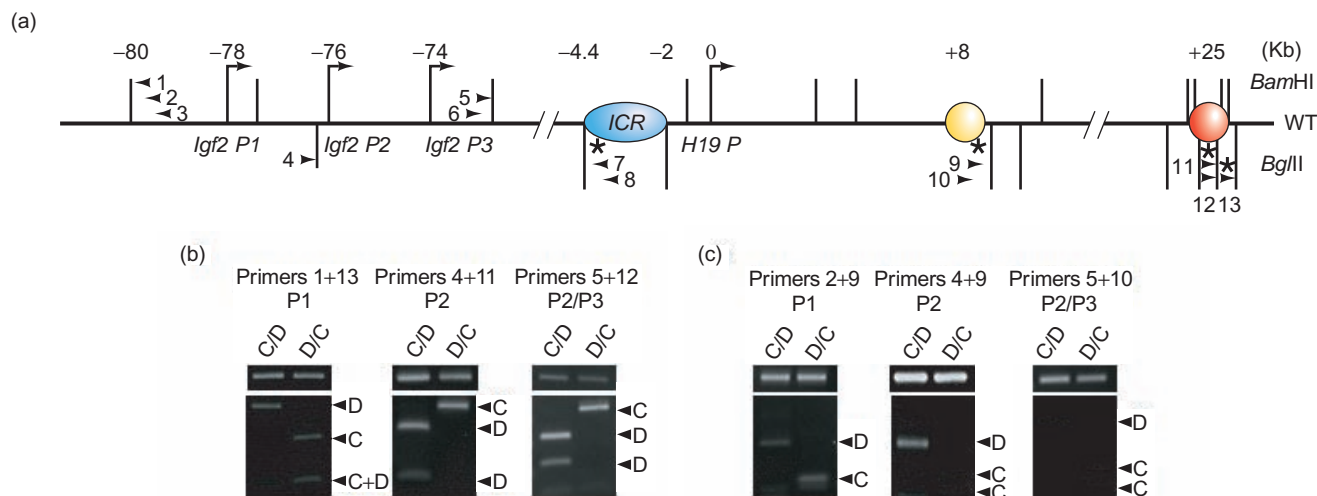 (a)
−80 −78 −76 −74 −4.4 −2 0 +8 +25 (Kb)
1 5 BamHI
2 6 ICR WT
3
Igf2 P1 Igf2 P2 Igf2 P3 H19 P
4 * 7 9 * 11 * * BglII
8 10
12 13
(b) (c)
Primers 1+13 Primers 4+11 Primers 5+12 Primers 2+9 Primers 4+9 Primers 5+10
P1 P2 P2/P3 P1 P2 P2/P3
C/D D/C C/D D/C C/D D/C C/D D/C C/D D/C C/D D/C
D C C D
C D D D D C
C+D D D C C C